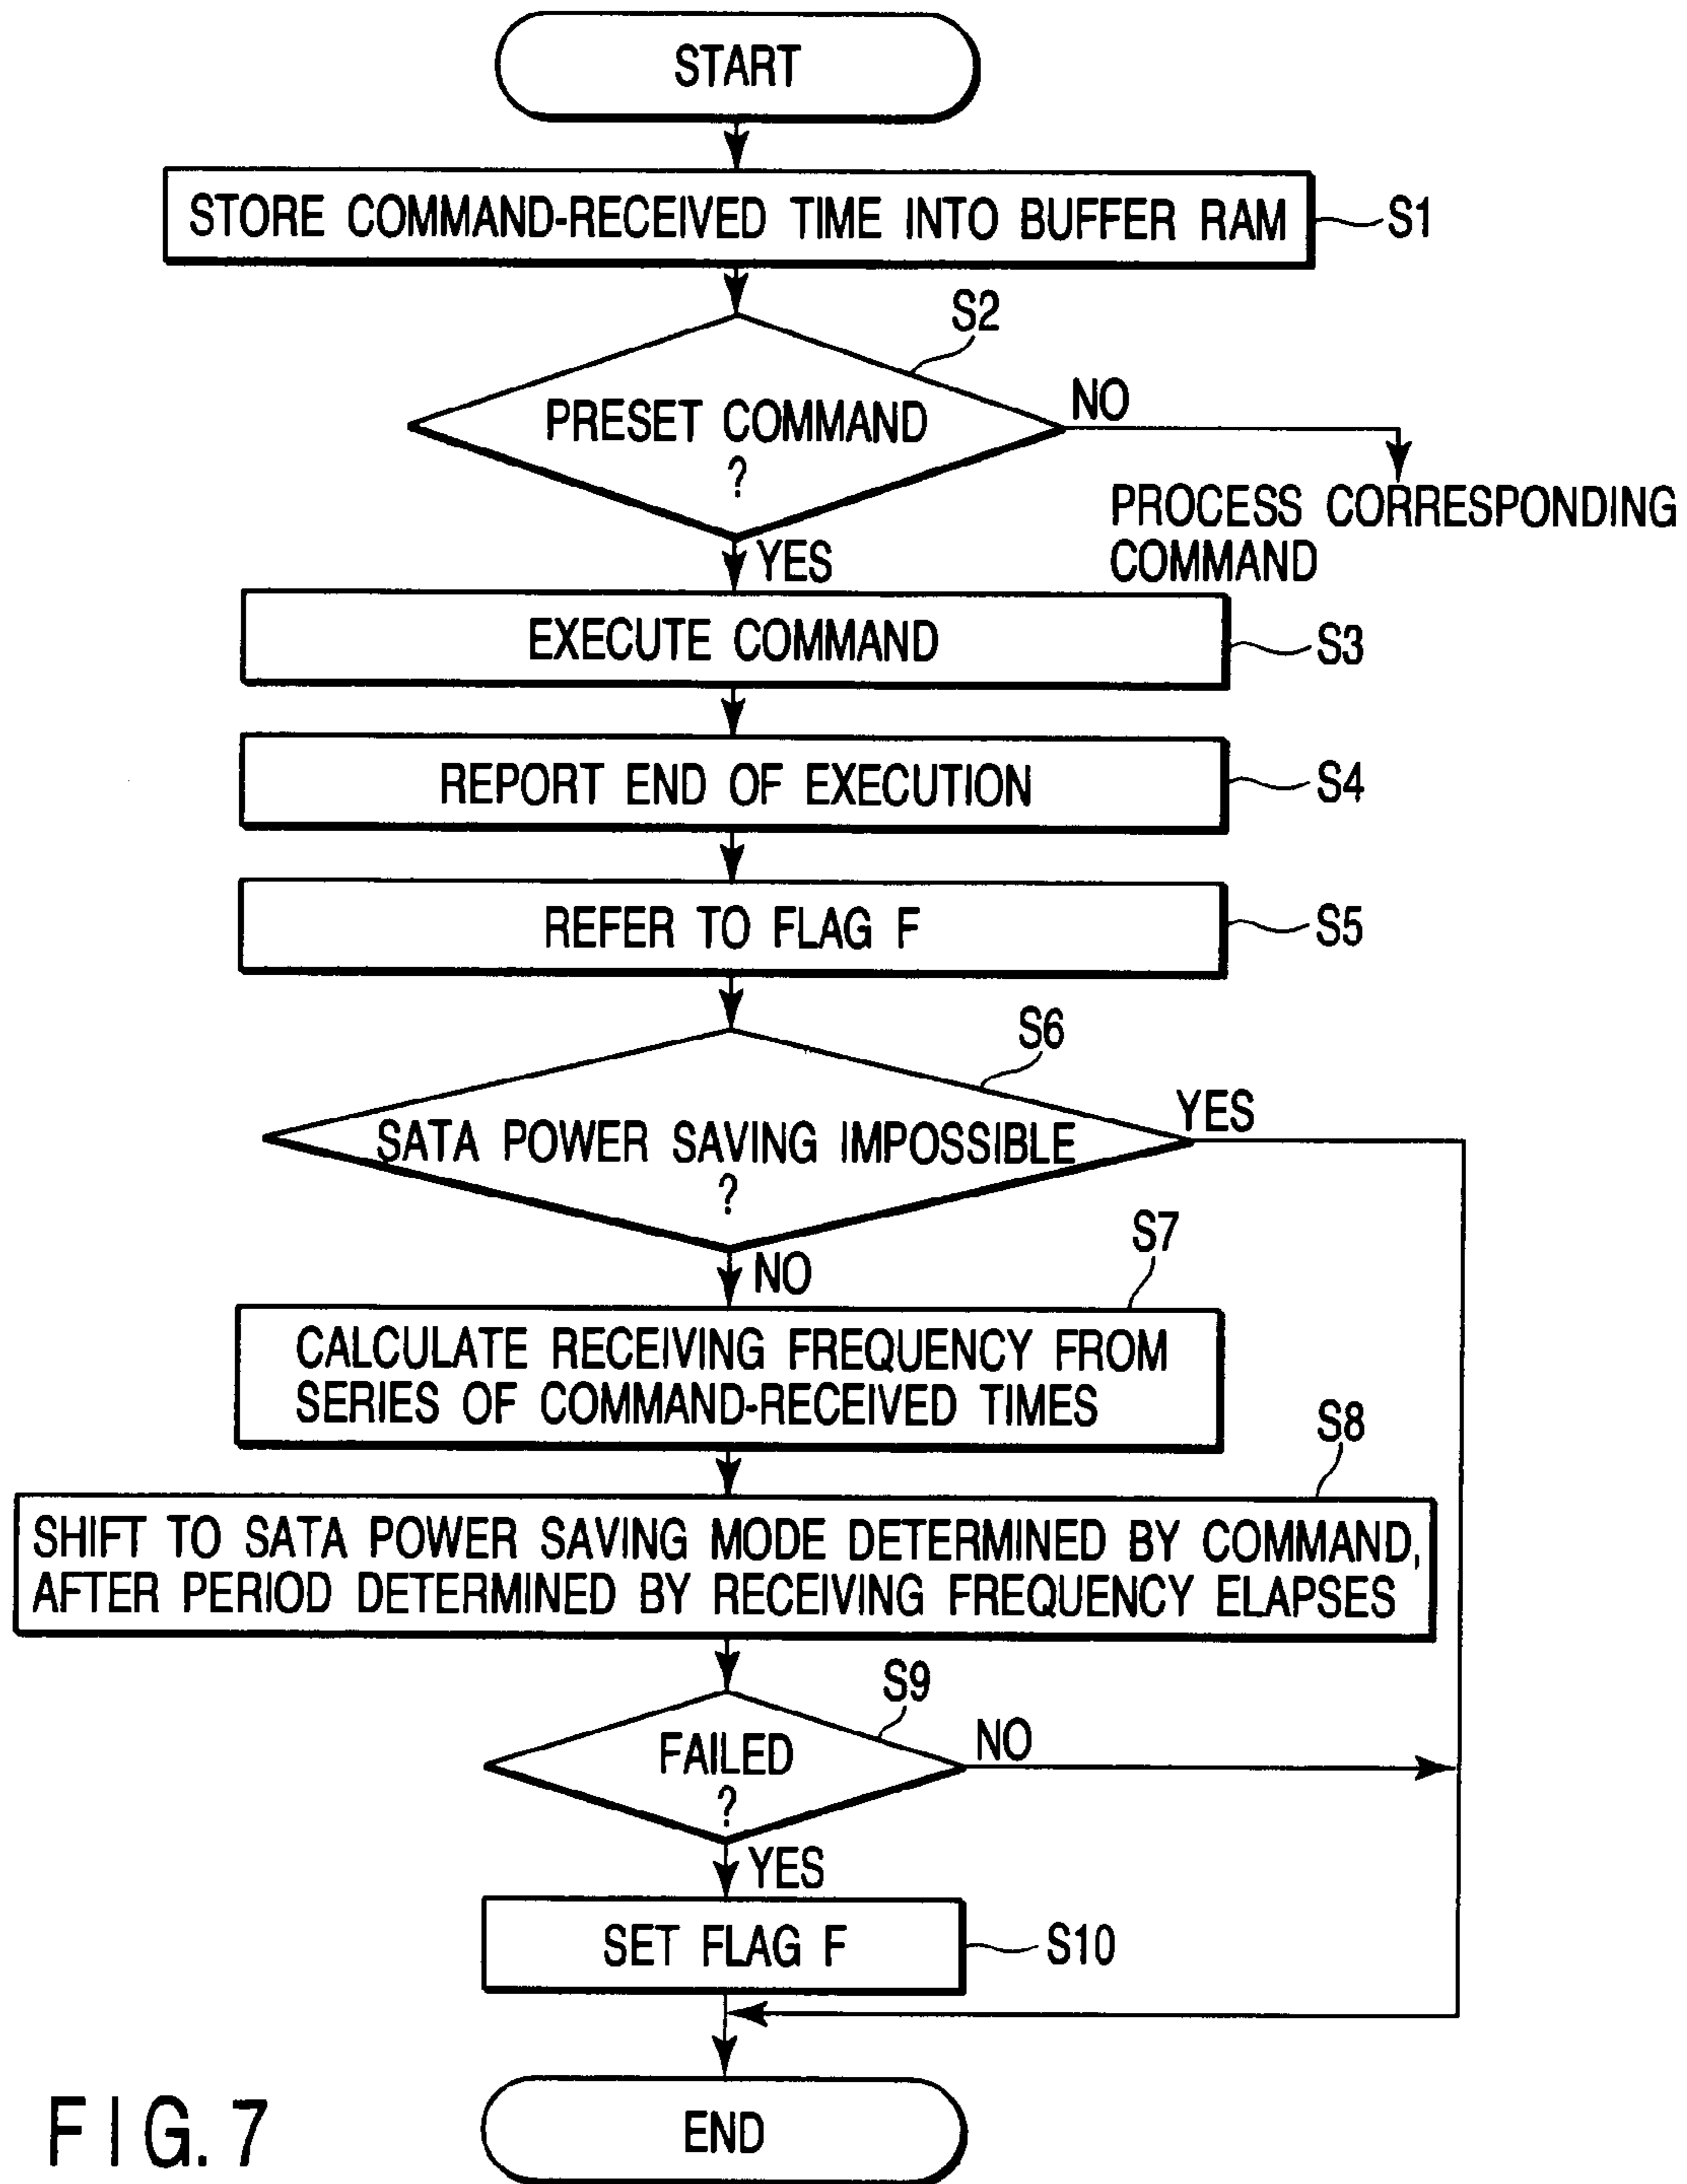 START
STORE COMMAND-RECEIVED TIME INTO BUFFER RAM
S1
S2
PRESET COMMAND
?
NO
PROCESS CORRESPONDING
COMMAND
YES
EXECUTE COMMAND
S3
REPORT END OF EXECUTION
S4
REFER TO FLAG F
S5
S6
SATA POWER SAVING IMPOSSIBLE
?
YES
NO
S7
CALCULATE RECEIVING FREQUENCY FROM
SERIES OF COMMAND-RECEIVED TIMES
S8
SHIFT TO SATA POWER SAVING MODE DETERMINED BY COMMAND,
AFTER PERIOD DETERMINED BY RECEIVING FREQUENCY ELAPSES
S9
FAILED
?
NO
YES
SET FLAG F
S10
END
FIG. 7